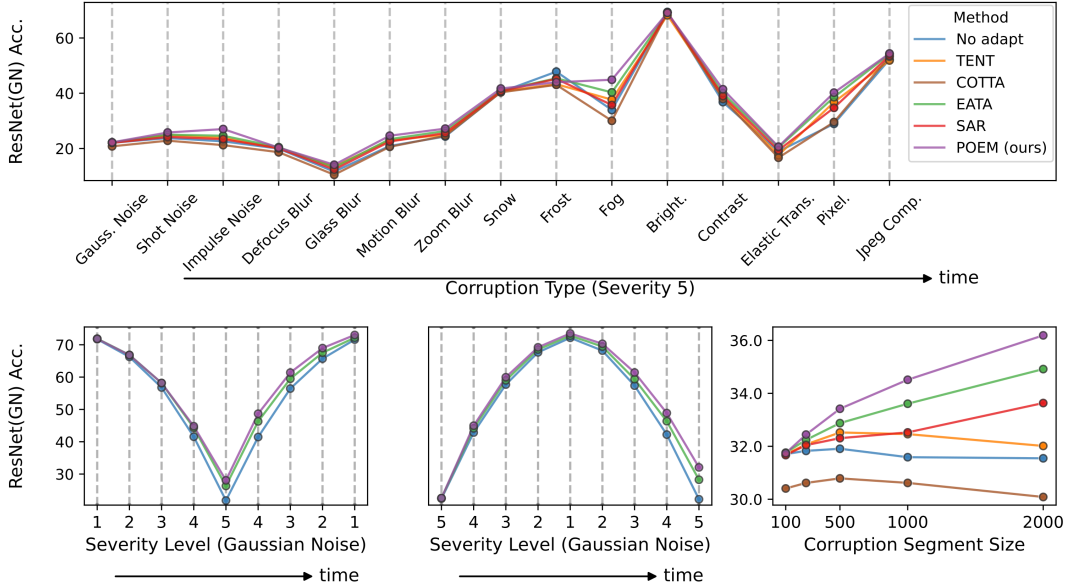 ResNet(GN) Acc.
60
40
20
Method
No adapt
TENT
COTTA
EATA
SAR
POEM (ours)
Gauss. Noise
Shot Noise
Impulse Noise
Defocus Blur
Glass Blur
Motion Blur
Zoom Blur
Snow
Frost
Fog
Bright.
Contrast
Elastic Trans.
Pixel.
Jpeg Comp.
time
Corruption Type (Severity 5)
ResNet(GN) Acc.
70
60
50
40
30
1 2 3 4 5 4 3 2 1
Severity Level (Gaussian Noise)
time
5 4 3 2 1 2 3 4 5
Severity Level (Gaussian Noise)
time
36.0
34.0
32.0
30.0
100 500 1000 2000
Corruption Segment Size